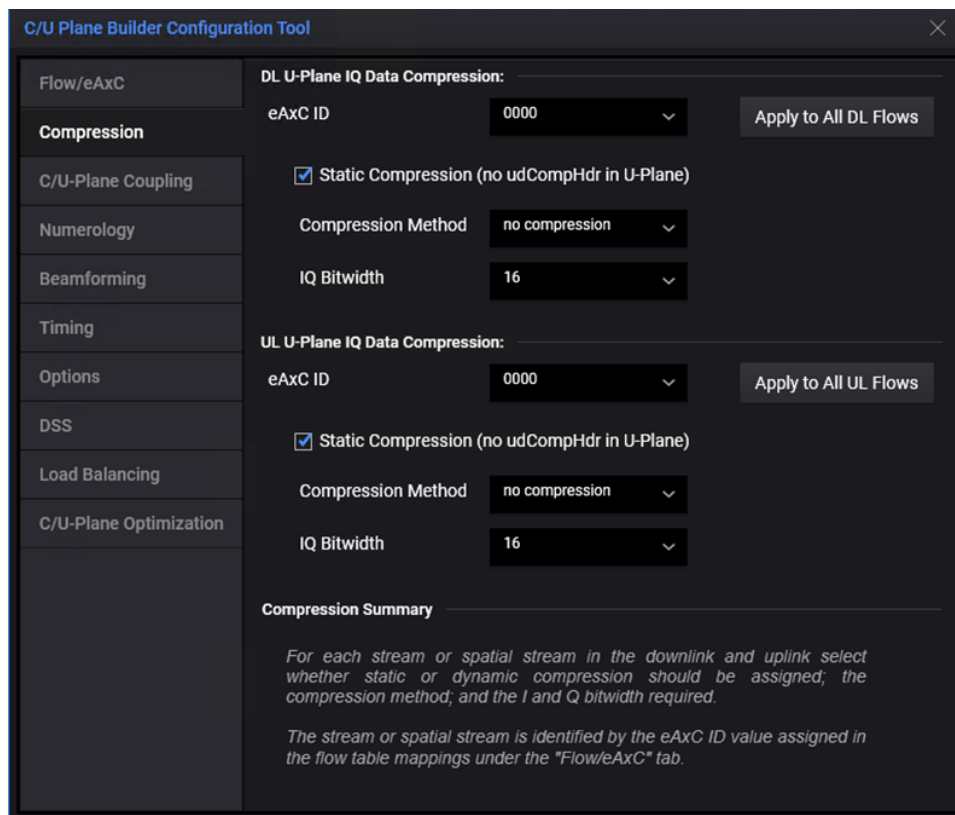 C/U Plane Builder Configuration Tool
Flow/eAxC
Compression
C/U-Plane Coupling
Numerology
Beamforming
Timing
Options
DSS
Load Balancing
C/U-Plane Optimization
DL U-Plane IQ Data Compression:
eAxC ID 0000 Apply to All DL Flows
Static Compression (no udCompHdr in U-Plane)
Compression Method no compression
IQ Bitwidth 16
UL U-Plane IQ Data Compression:
eAxC ID 0000 Apply to All UL Flows
Static Compression (no udCompHdr in U-Plane)
Compression Method no compression
IQ Bitwidth 16
Compression Summary
For each stream or spatial stream in the downlink and uplink select
whether static or dynamic compression should be assigned; the
compression method; and the I and Q bitwidth required.
The stream or spatial stream is identified by the eAxC ID value assigned in
the flow table mappings under the "Flow/eAxC" tab.